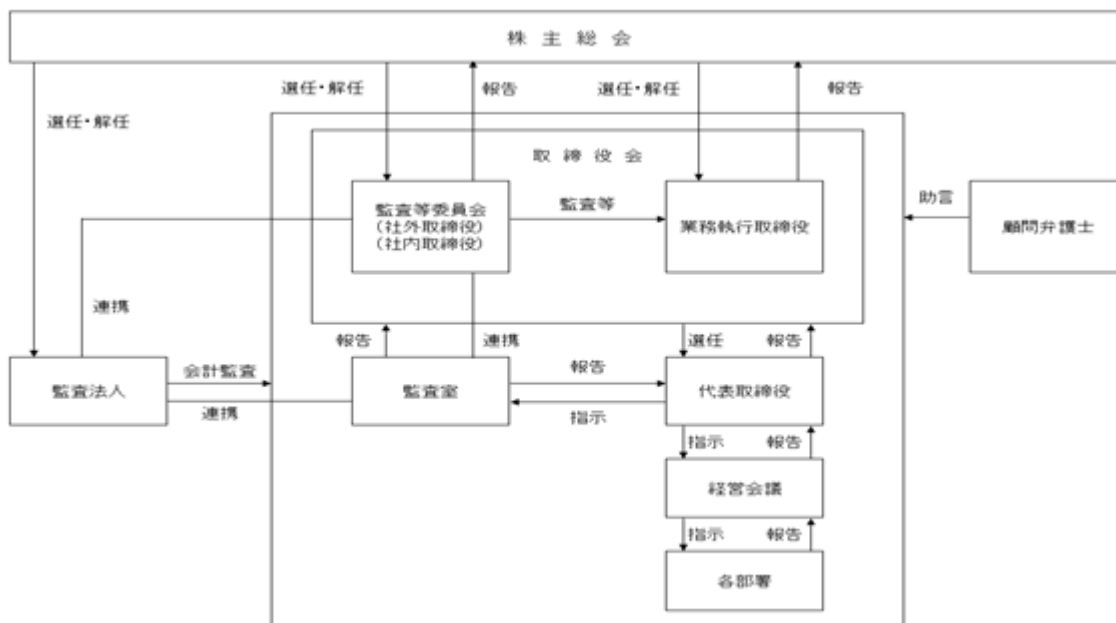 株主総会
選任・解任
報告
選任・解任
報告
選任・解任
取締役会
監査等委員会
(社外取締役)
(社内取締役)
監査等
業務執行取締役
助言
顧問弁護士
連携
報告
連携
選任
報告
監査法人
会計監査
連携
監査室
報告
指示
代表取締役
指示
報告
経営会議
指示
報告
各部署